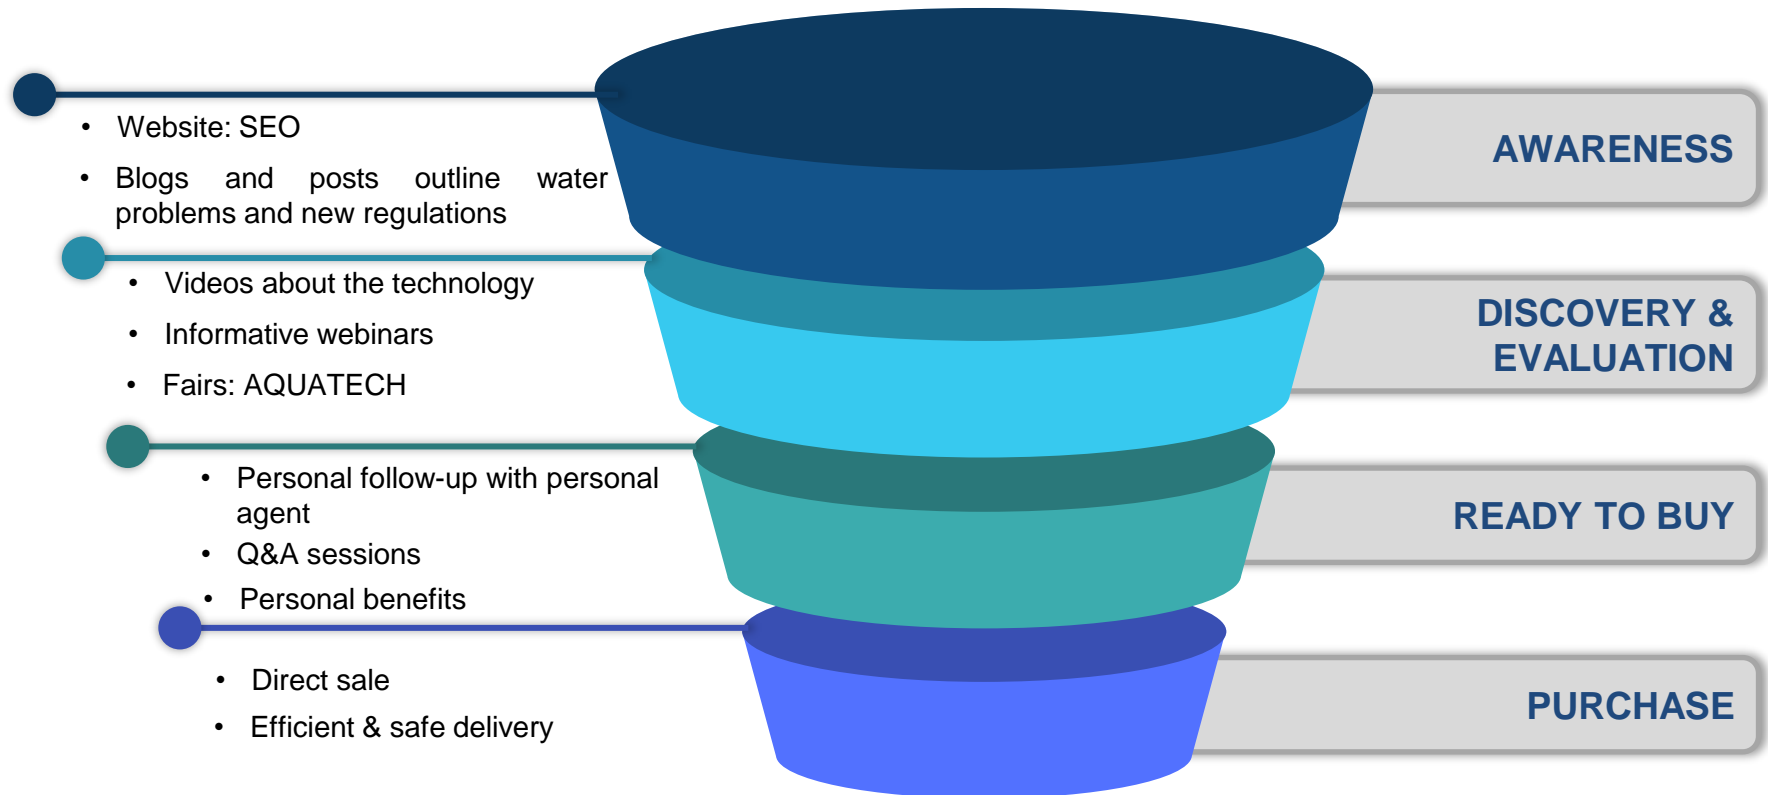 • Website: SEO
• Blogs and posts outline water
problems and new regulations
AWARENESS
• Videos about the technology
• Informative webinars
• Fairs: AQUATECH
DISCOVERY &
EVALUATION
• Personal follow-up with personal
agent
• Q&A sessions
• Personal benefits
READY TO BUY
• Direct sale
• Efficient & safe delivery
PURCHASE